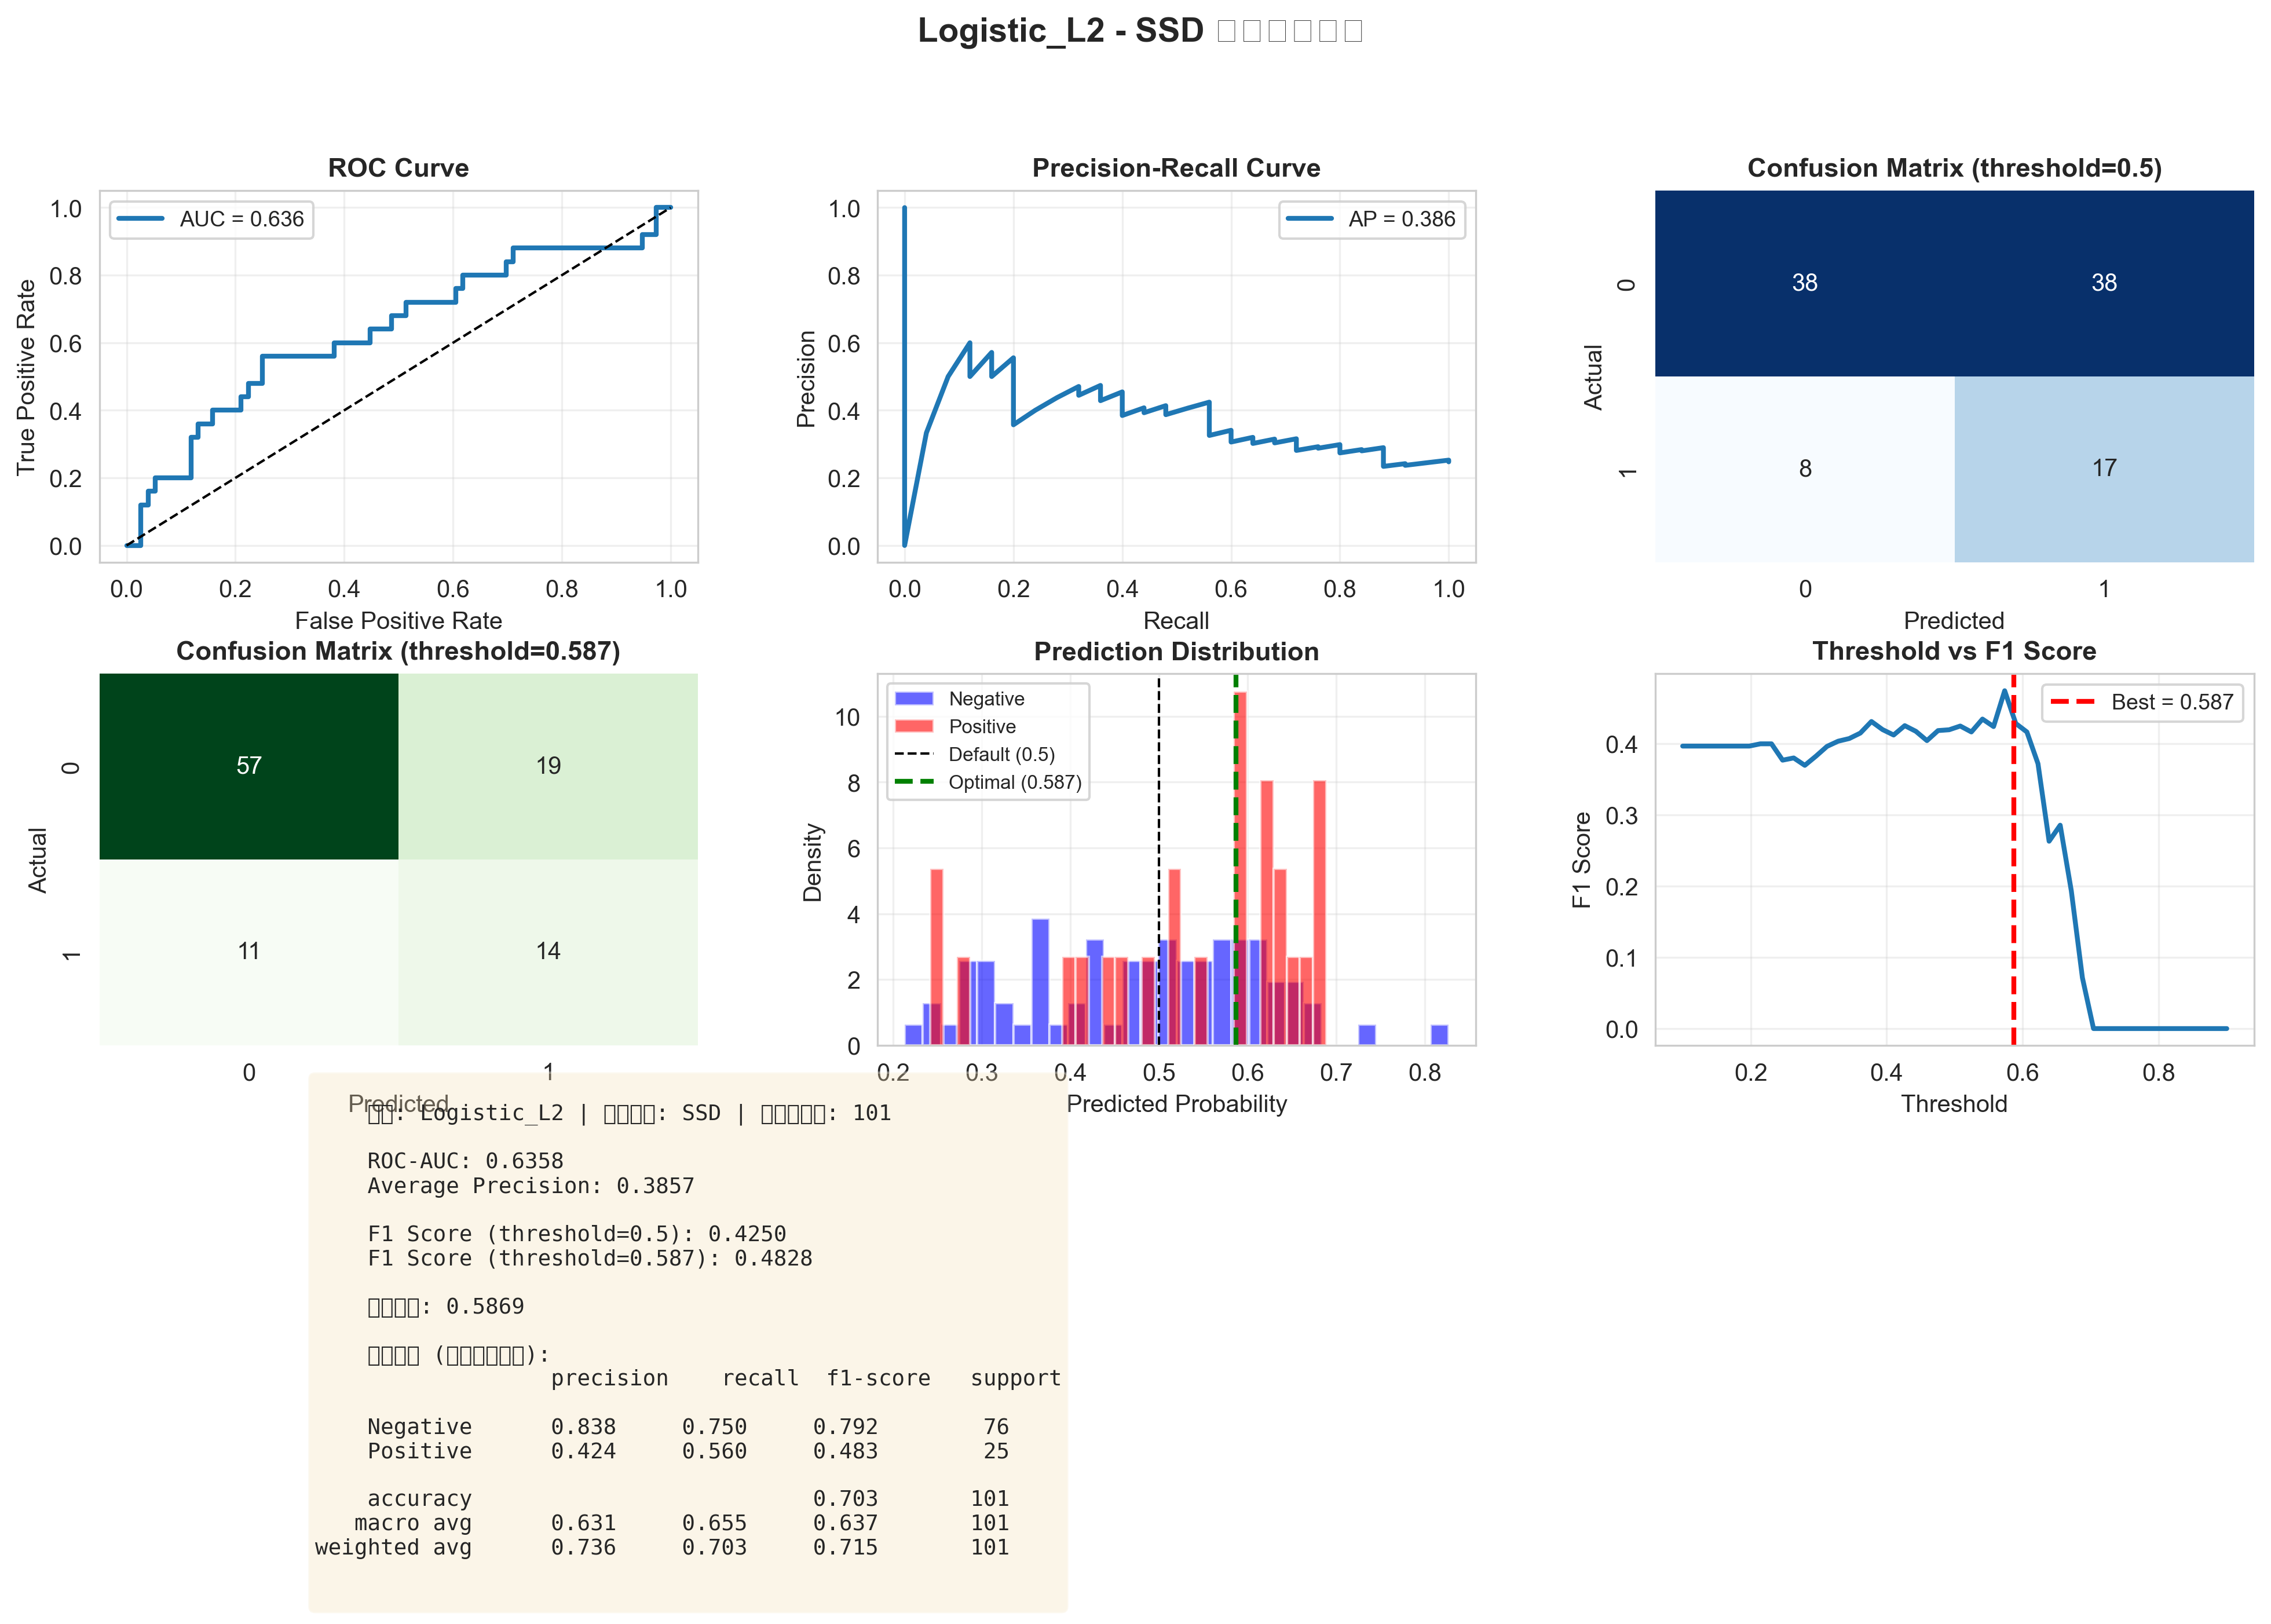 Logistic_L2 - SSD
ROC Curve
AUC = 0.636
True Positive Rate
1.0
0.8
0.6
0.4
0.2
0.0
0.0 0.2 0.4 0.6 0.8 1.0
False Positive Rate
Precision-Recall Curve
AP = 0.386
Precision
1.0
0.8
0.6
0.4
0.2
0.0
0.0 0.2 0.4 0.6 0.8 1.0
Recall
Confusion Matrix (threshold=0.5)
Actual
0
38 38
1
8 17
0 1
Predicted
Confusion Matrix (threshold=0.587)
Actual
0
57 19
1
11 14
0 1
Predicted
Prediction Distribution
Negative
Positive
Default (0.5)
Optimal (0.587)
Density
10
8
6
4
2
0
0.2 0.3 0.4 0.5 0.6 0.7 0.8
Predicted Probability
Threshold vs F1 Score
Best = 0.587
F1 Score
0.4
0.3
0.2
0.1
0.0
0.2 0.4 0.6 0.8
Threshold
: Logistic_L2 | : SSD | : 101
ROC-AUC: 0.6358
Average Precision: 0.3857
F1 Score (threshold=0.5): 0.4250
F1 Score (threshold=0.587): 0.4828
: 0.5869
():
precision recall f1-score support
Negative 0.838 0.750 0.792 76
Positive 0.424 0.560 0.483 25
accuracy 0.703 101
macro avg 0.631 0.655 0.637 101
weighted avg 0.736 0.703 0.715 101